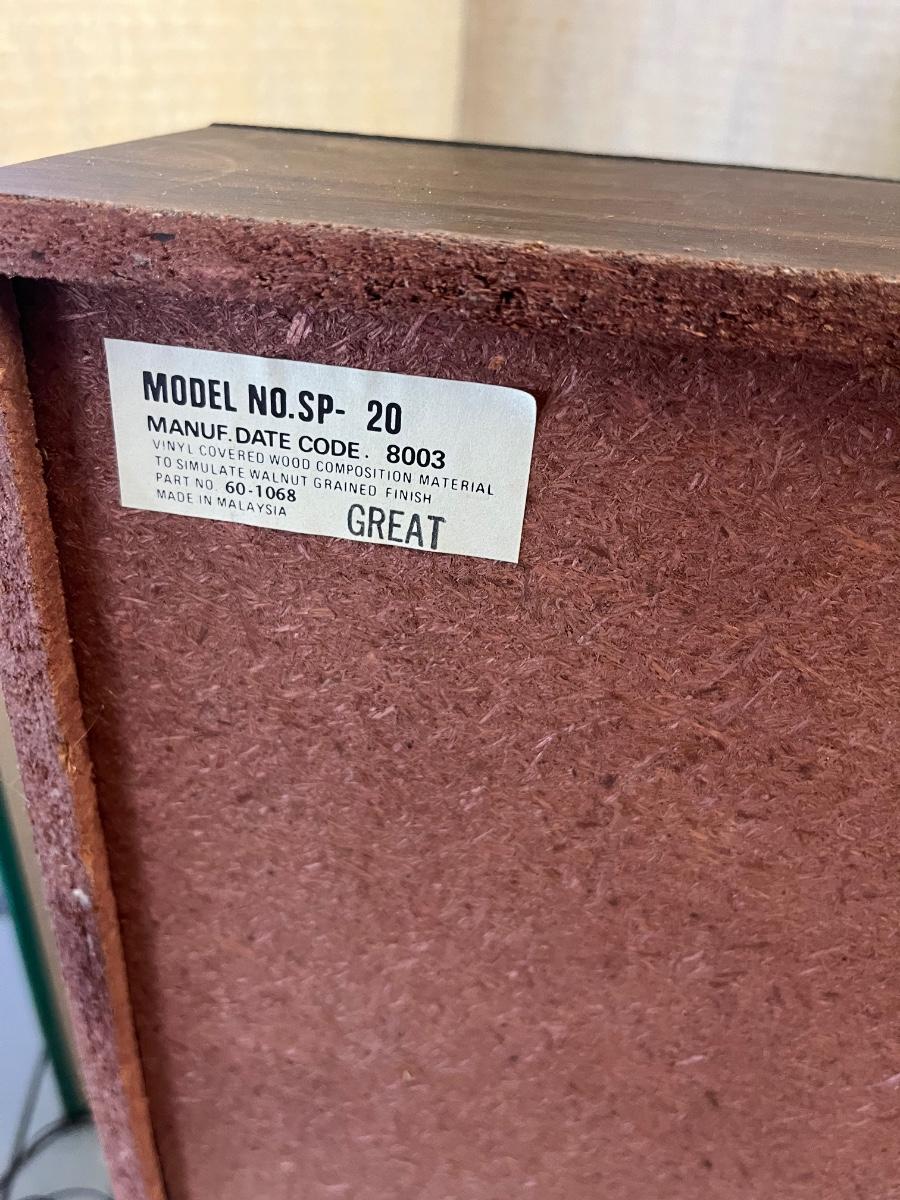 MODEL NO.SP- 20
MANUF.DATE CODE. 8003
VINYL COVERED WOOD COMPOSITION MATERIAL
TO SIMULATE WALNUT GRAINED FINISH
PART NO. 60-1068
MADE IN MALAYSIA
GREAT